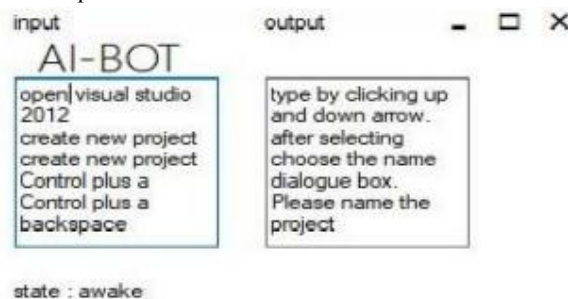 input
output
AI-BOT
open visual studio
2012
create new project
create new project
Control plus a
Control plus a
backspace
type by clicking up
and down arrow.
after selecting
choose the name
dialogue box.
Please name the
project
state : awake